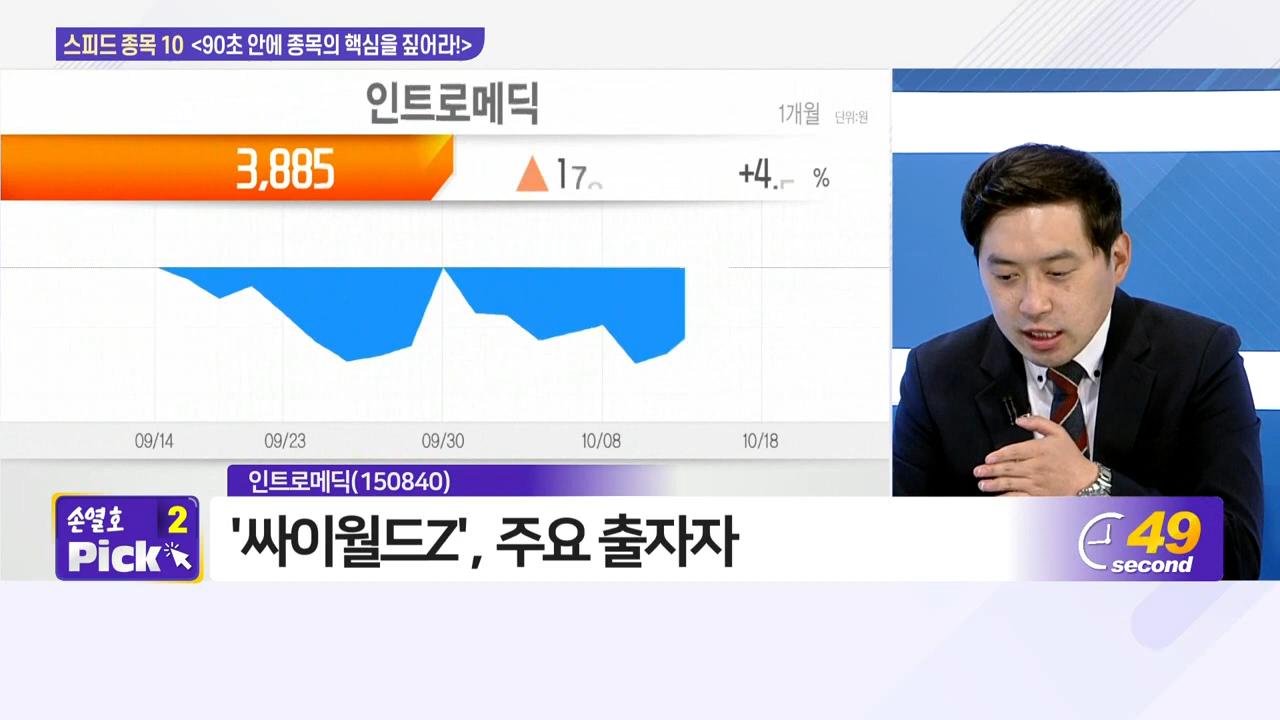 스피드 종목 10 <90초 안에 종목의 핵심을 짚어라!>
인트로메딕
1개월 단위:원
3,885
▲ 17
+4. %
09/14 09/23 09/30 10/08 10/18
인트로메딕(150840)
손열호 2
Pick
'싸이월드Z', 주요 출자자
49
second